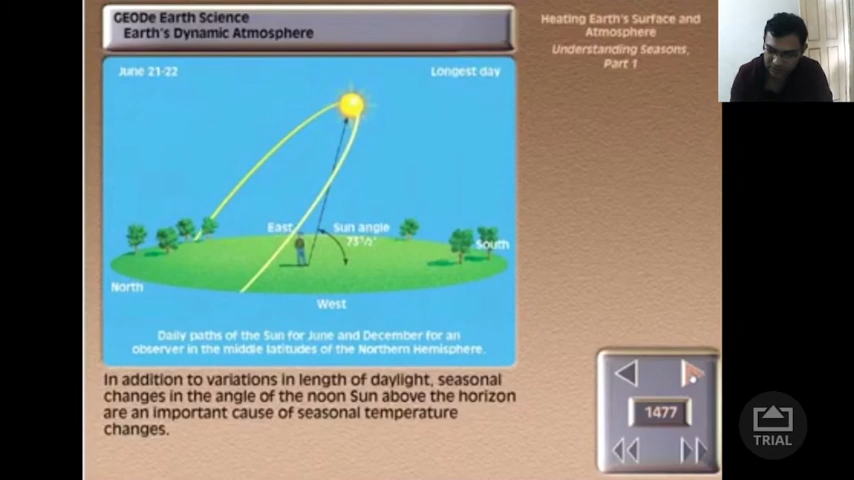 GEODe Earth Science
Earth's Dynamic Atmosphere
Heating Earth's Surface and
Atmosphere
Understanding Seasons,
Part 1
June 21-22
Longest day
East
Sun angle
73½°
South
North
West
Daily paths of the Sun for June and December for an
observer in the middle latitudes of the Northern Hemisphere.
In addition to variations in length of daylight, seasonal
changes in the angle of the noon Sun above the horizon
are an important cause of seasonal temperature
changes.
1477
TRIAL